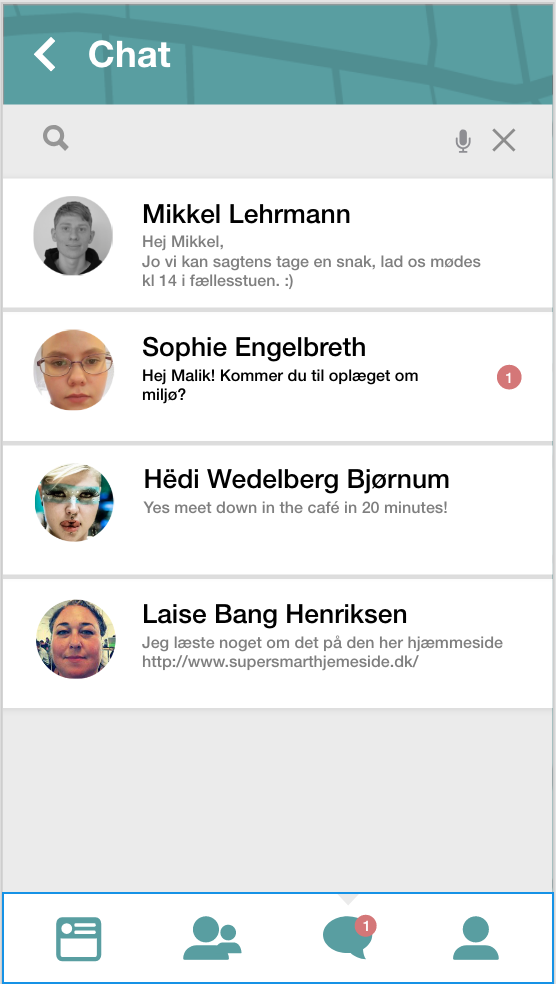 Chat
Mikkel Lehrmann
Hej Mikkel,
Jo vi kan sagtens tage en snak, lad os mødes
kl 14 i fællesstuen. :)
Sophie Engelbreth
Hej Malik! Kommer du til oplæget om
miljø?
1
Hëdi Wedelberg Bjørnum
Yes meet down in the café in 20 minutes!
Laise Bang Henriksen
Jeg læste noget om det på den her hjæmmeside
http://www.supersmarthjemeside.dk/
1